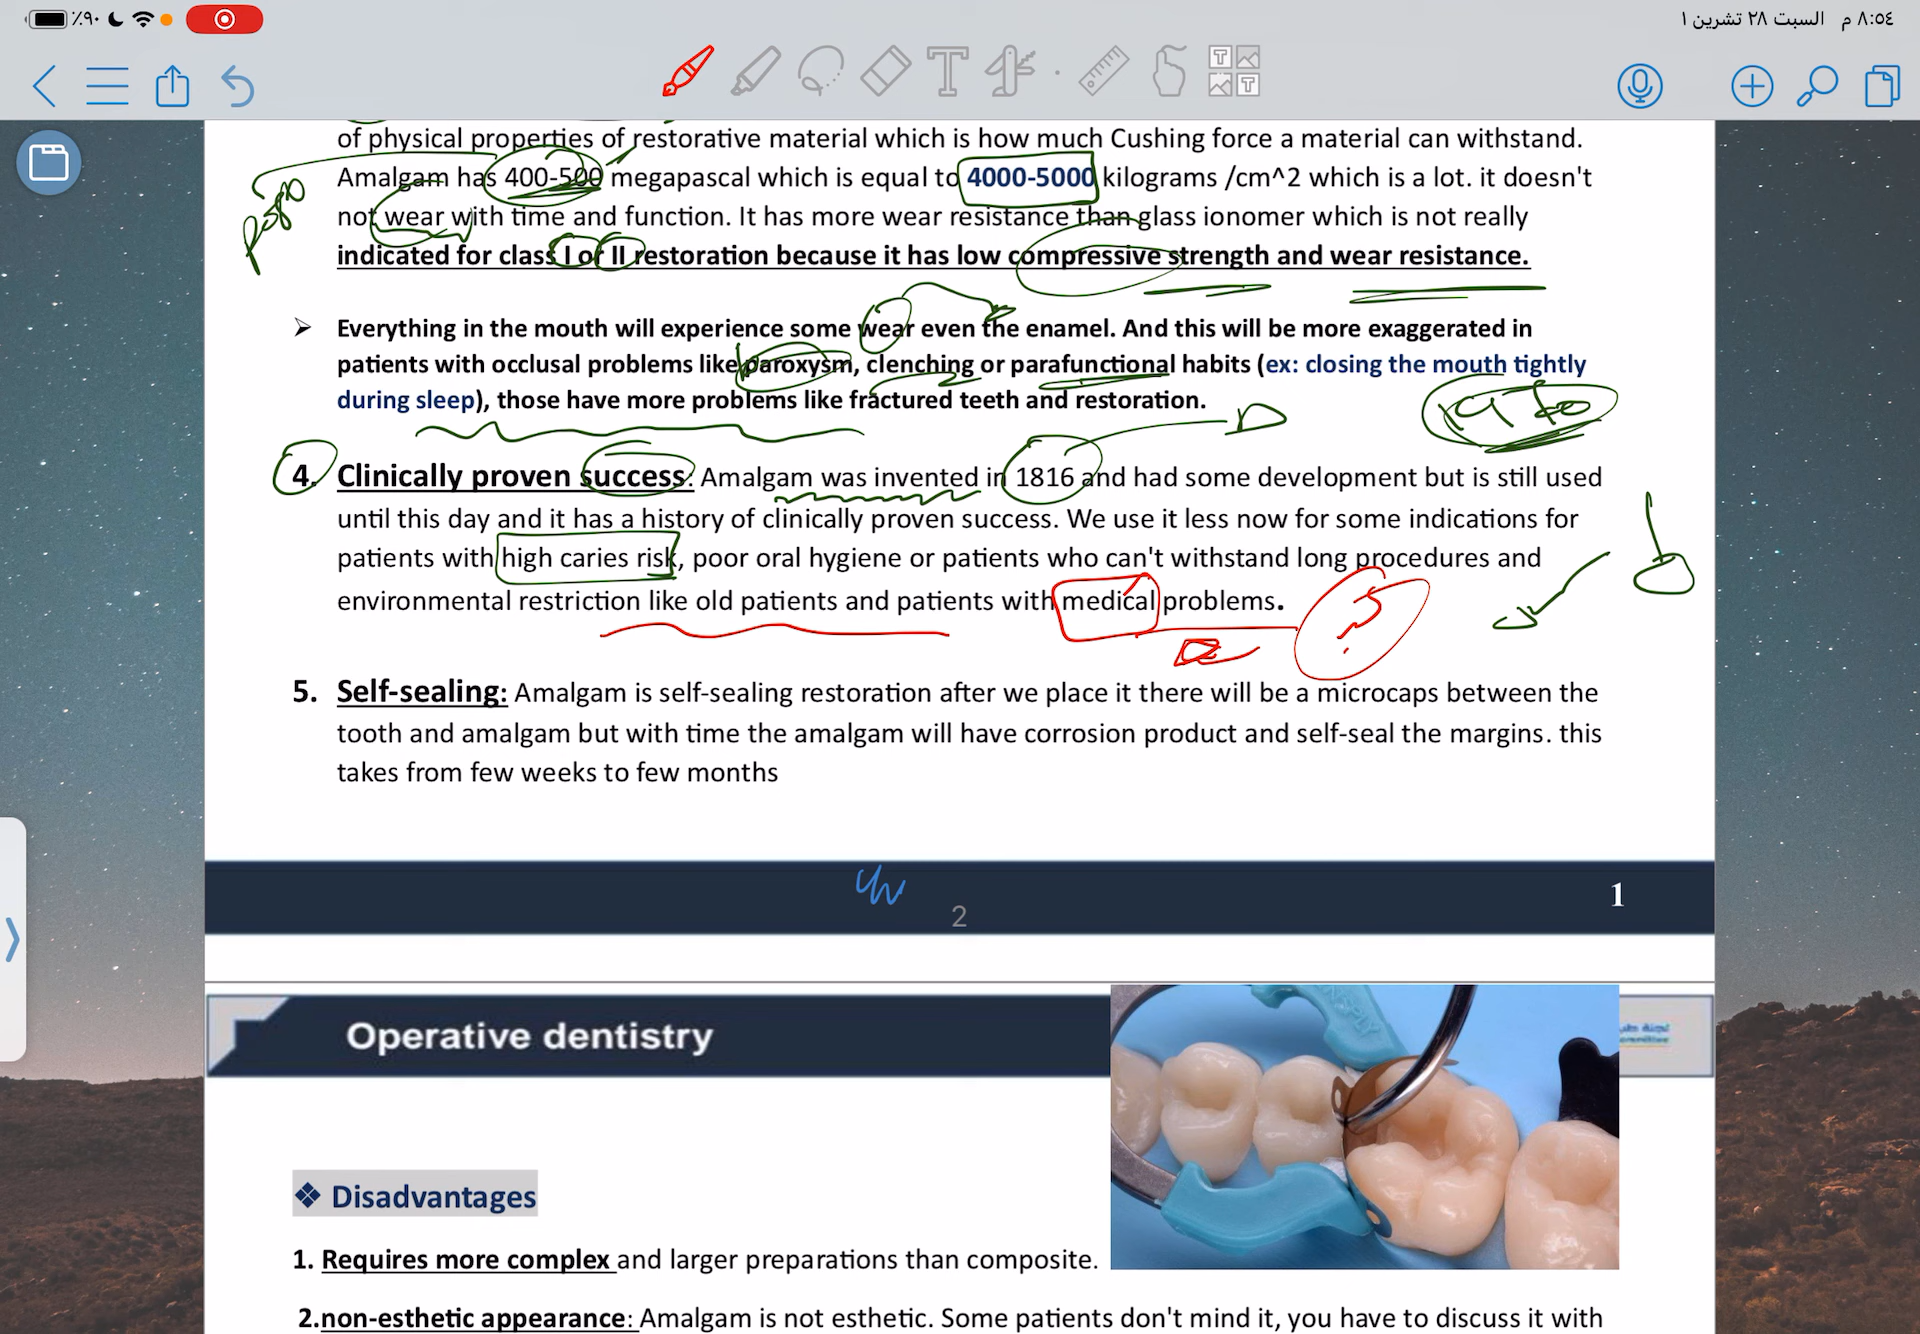 ٪٩٠
٨:٥٤ م السبت ٢٨ تشرين ١
of physical properties of restorative material which is how much Cushing force a material can withstand.
Amalgam has 400-500 megapascal which is equal to 4000-5000 kilograms /cm^2 which is a lot. it doesn't
not wear with time and function. It has more wear resistance than glass ionomer which is not really
indicated for class I or II restoration because it has low compressive strength and wear resistance.
➢ Everything in the mouth will experience some wear even the enamel. And this will be more exaggerated in
patients with occlusal problems like paroxysm, clenching or parafunctional habits (ex: closing the mouth tightly
during sleep), those have more problems like fractured teeth and restoration.
4. Clinically proven success: Amalgam was invented in 1816 and had some development but is still used
until this day and it has a history of clinically proven success. We use it less now for some indications for
patients with high caries risk, poor oral hygiene or patients who can't withstand long procedures and
environmental restriction like old patients and patients with medical problems.
5. Self-sealing: Amalgam is self-sealing restoration after we place it there will be a microcaps between the
tooth and amalgam but with time the amalgam will have corrosion product and self-seal the margins. this
takes from few weeks to few months
1
2
Operative dentistry
❖ Disadvantages
1. Requires more complex and larger preparations than composite.
2.non-esthetic appearance: Amalgam is not esthetic. Some patients don't mind it, you have to discuss it with